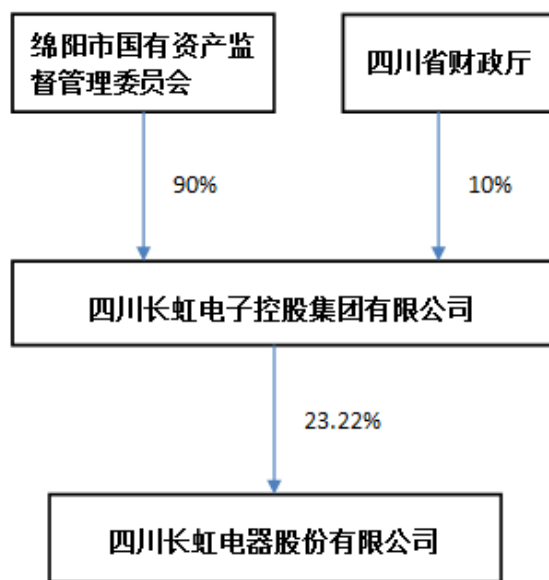 绵阳市国有资产监
督管理委员会
四川省财政厅
90%
10%
四川长虹电子控股集团有限公司
23.22%
四川长虹电器股份有限公司